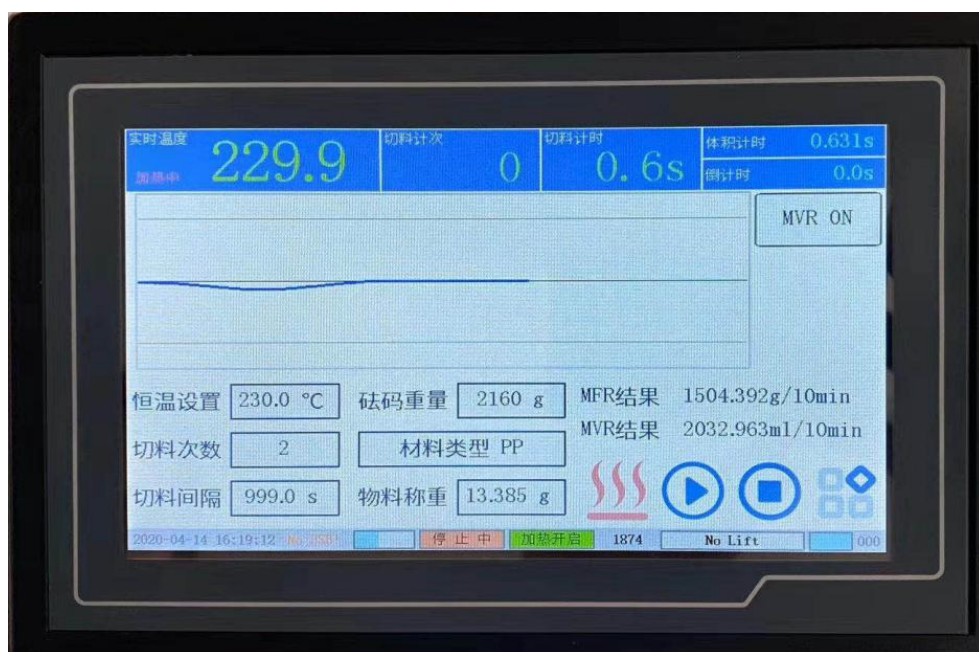 实时温度
229.9
加热中
切料计次
0
切料计时
0.6s
体积计时 0.631s
倒计时 0.0s
MVR ON
恒温设置 230.0 ℃ 砝码重量 2160 g MFR结果 1504.392g/10min
切料次数 2 材料类型 PP MVR结果 2032.963ml/10min
切料间隔 999.0 s 物料称重 13.385 g
2020-04-14 16:19:12 停止中 加热开启 1874 No Lift 000